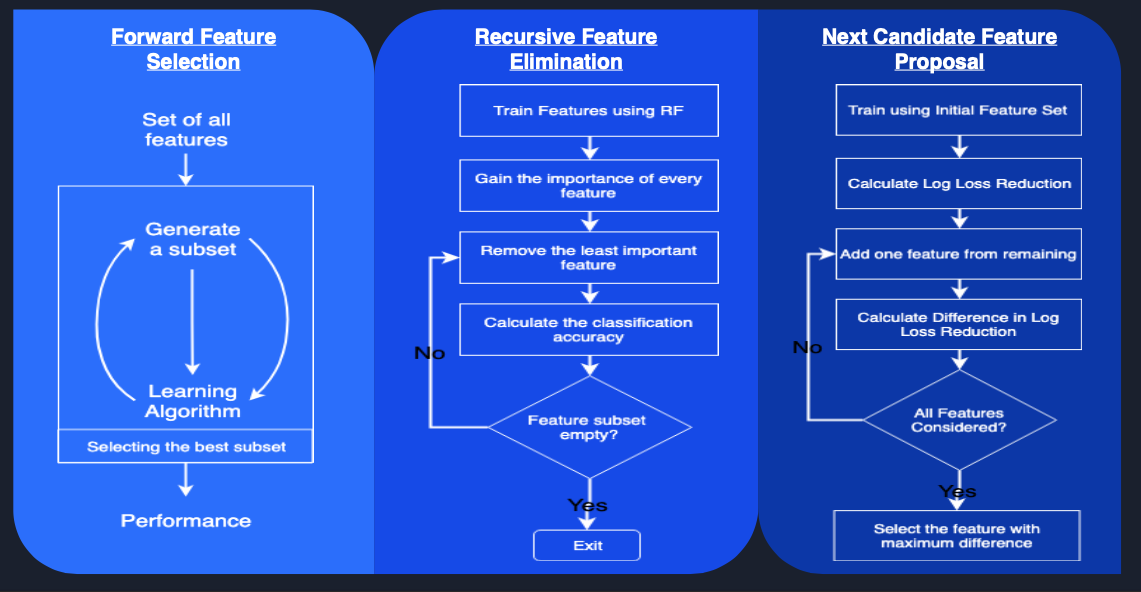 Forward Feature
Selection
Set of all
features
Generate
a subset
Learning
Algorithm
Selecting the best subset
Performance
Recursive Feature
Elimination
Train Features using RF
Gain the importance of every
feature
Remove the least important
feature
Calculate the classification
accuracy
No
Feature subset
empty?
Yes
Exit
Next Candidate Feature
Proposal
Train using Initial Feature Set
Calculate Log Loss Reduction
Add one feature from remaining
Calculate Difference in Log
Loss Reduction
No
All Features
Considered?
Yes
Select the feature with
maximum difference